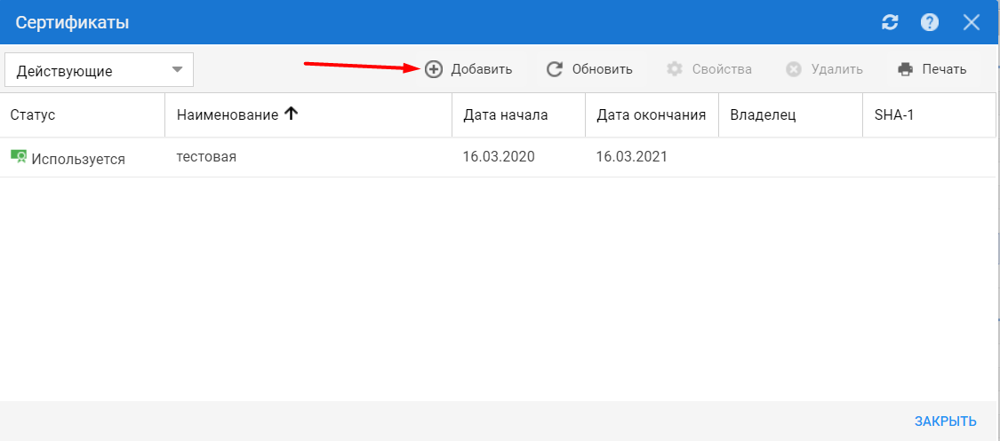 Сертификаты
Действующие Добавить Обновить Свойства Удалить Печать
Статус Наименование Дата начала Дата окончания Владелец SHA-1
Используется тестовая 16.03.2020 16.03.2021
ЗАКРЫТЬ